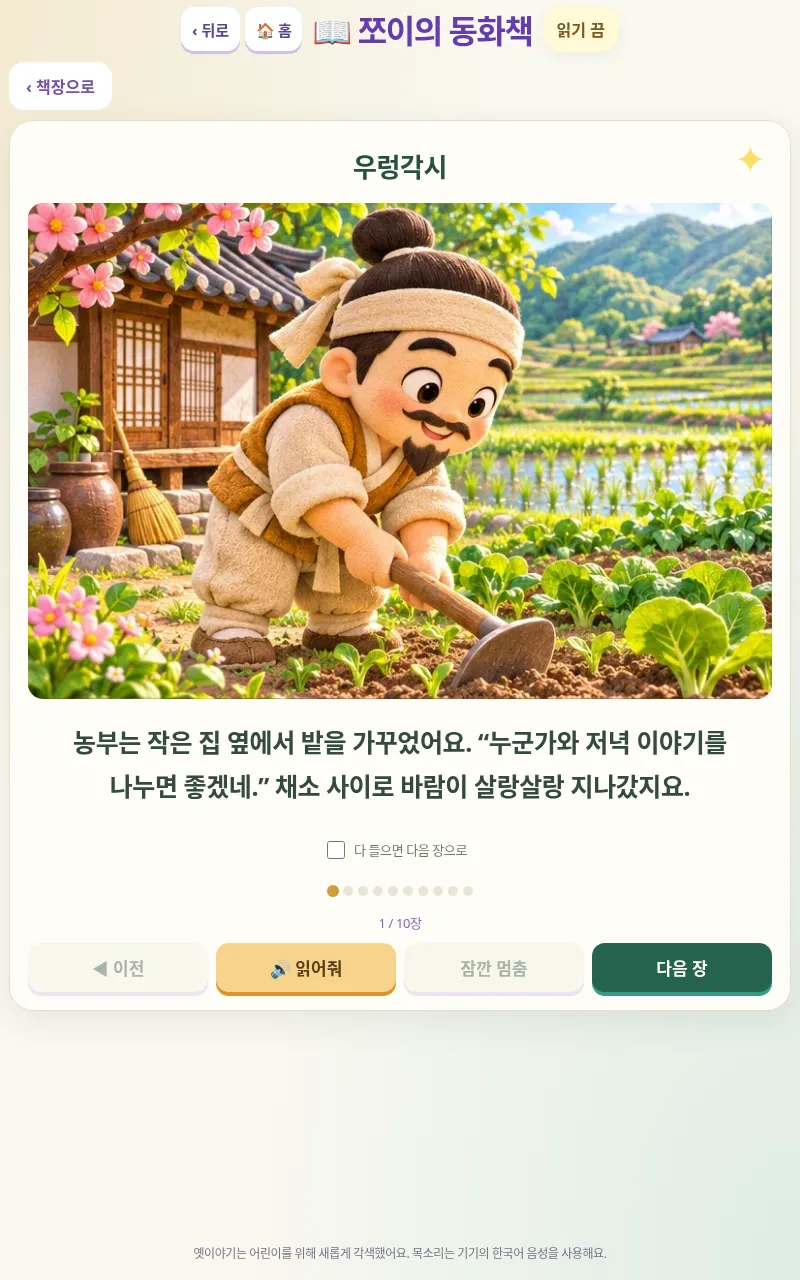 ‹ 뒤로 🏠 홈 📖 쪼이의 동화책 읽기 끝
‹ 책장으로
우렁각시
농부는 작은 집 옆에서 밭을 가꾸었어요. “누군가와 저녁 이야기를
나누면 좋겠네.” 채소 사이로 바람이 살랑살랑 지나갔지요.
다 들으면 다음 장으로
1 / 10장
◀ 이전 🔊 읽어줘 잠깐 멈춤 다음 장
옛이야기는 어린이를 위해 새롭게 각색했어요. 목소리는 기기의 한국어 음성을 사용해요.